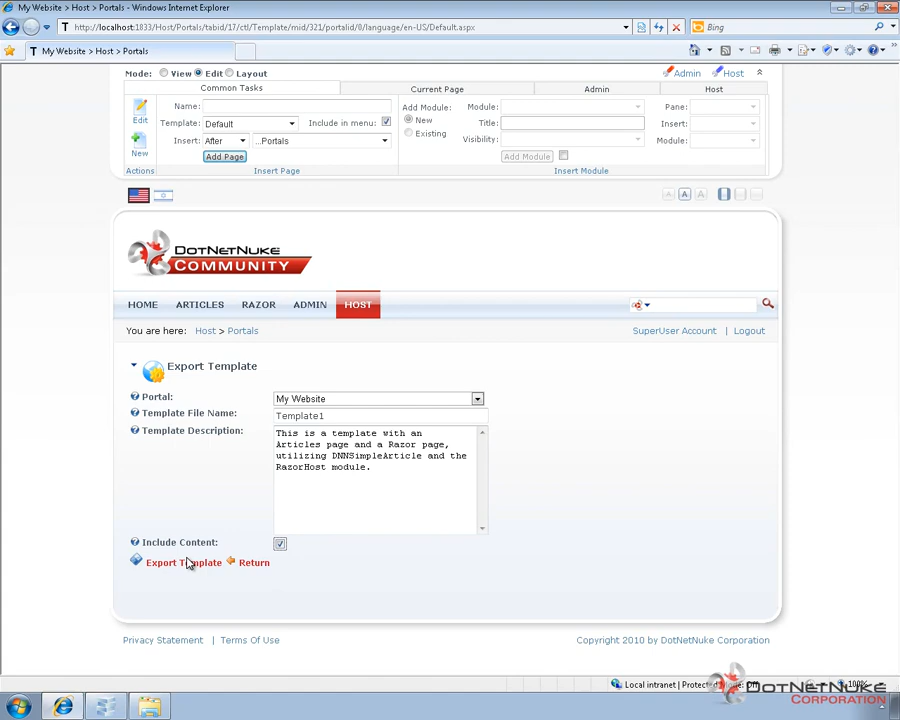 My Website > Host > Portals - Windows Internet Explorer
http://localhost:1833/Host/Portals/tabid/17/ctl/Template/mid/321/portalid/0/language/en-US/Default.aspx
Bing
My Website > Host > Portals
Mode: View Edit Layout
Admin Host
Common Tasks Current Page Admin Host
Edit
New
Actions
Name:
Template: Default Include in menu:
Insert: After ...Portals
Add Page
Insert Page
Add Module:
New
Existing
Module:
Title:
Visibility:
Add Module
Pane:
Insert:
Module:
Insert Module
A A A
DOTNETNUKE
COMMUNITY
HOME ARTICLES RAZOR ADMIN HOST
You are here: Host > Portals
SuperUser Account | Logout
Export Template
Portal: My Website
Template File Name: Template1
Template Description:
This is a template with an
Articles page and a Razor page,
utilizing DNNSimpleArticle and the
RazorHost module.
Include Content:
Export Template Return
Privacy Statement | Terms Of Use
Copyright 2010 by DotNetNuke Corporation
Local intranet | Protected Mode: Off
100%
DOTNETNUKE
CORPORATION